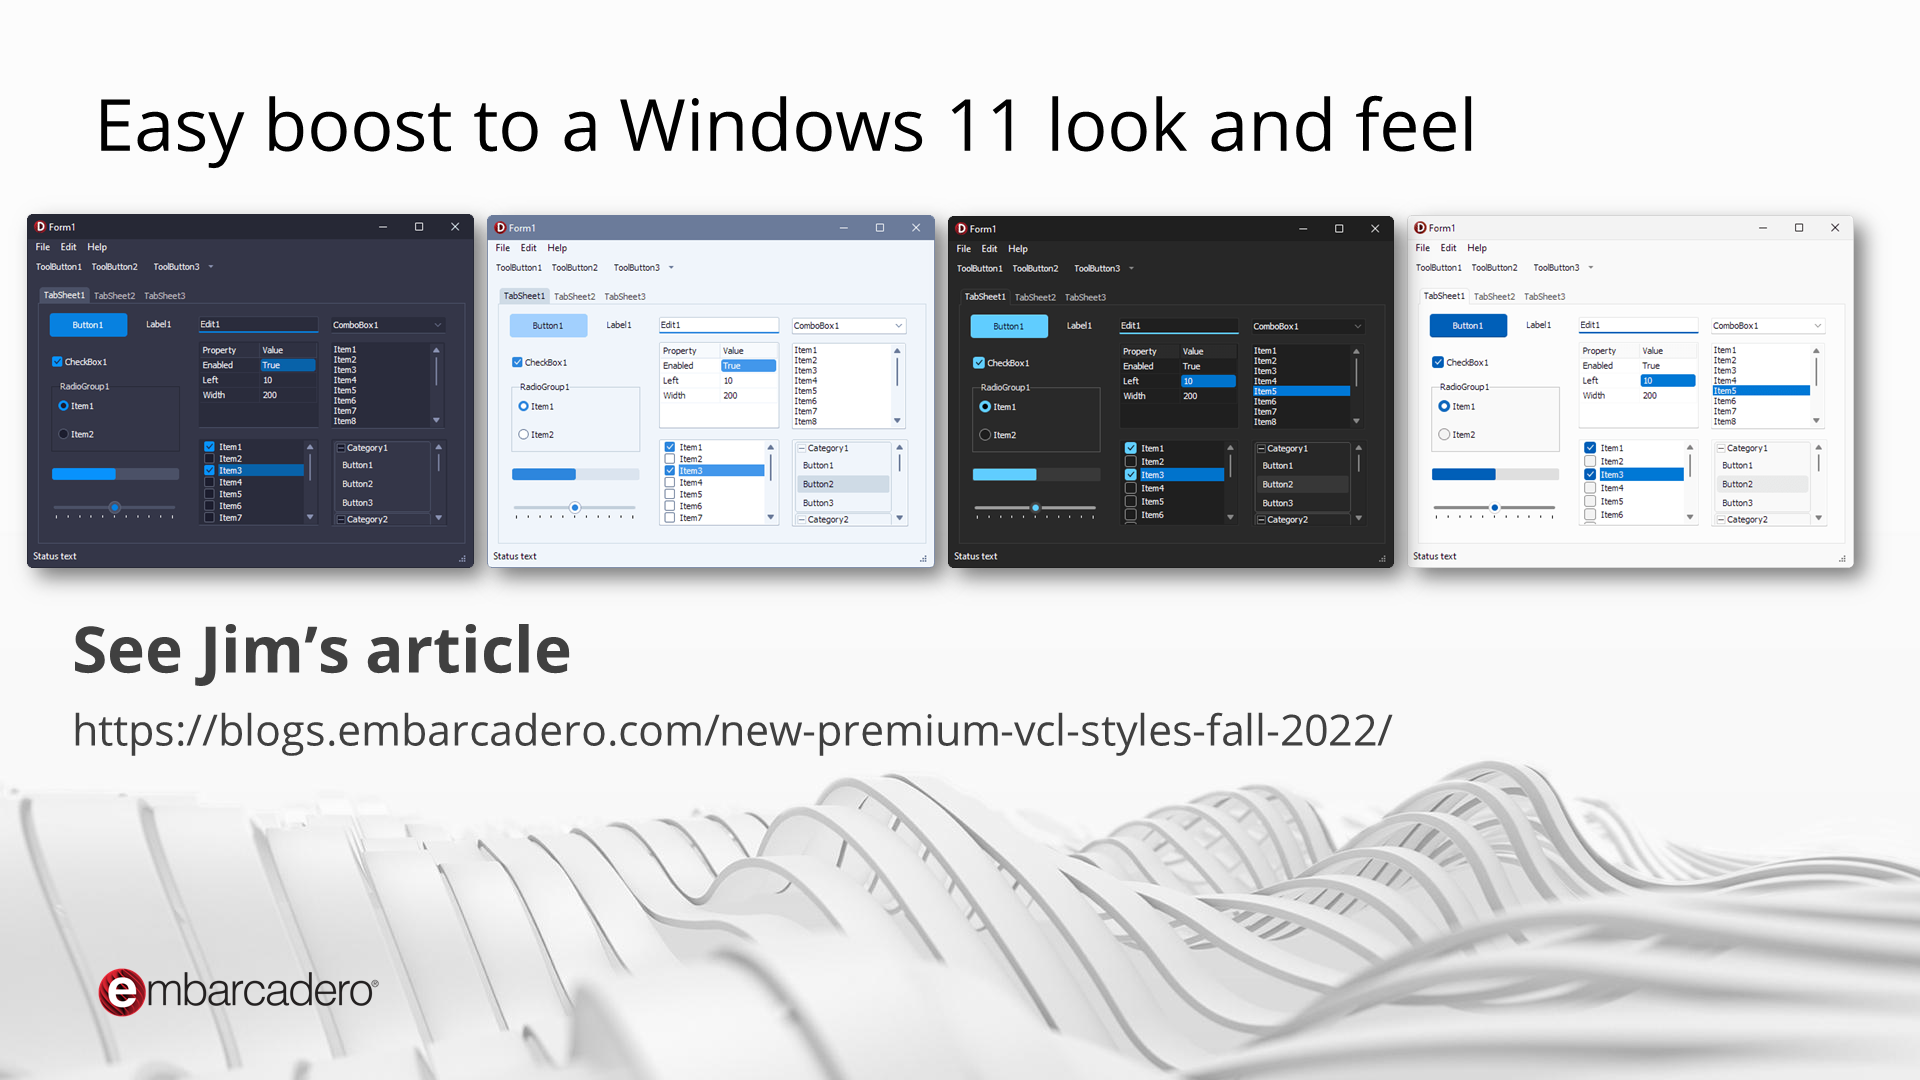 Easy boost to a Windows 11 look and feel
Form1
File Edit Help
ToolButton1 ToolButton2 ToolButton3
TabSheet1 TabSheet2 TabSheet3
Button1 Label1 Edit1 ComboBox1
CheckBox1
Property Value
Enabled True
Left 10
Width 200
Item1
Item2
Item3
Item4
Item5
Item6
Item7
Item8
RadioGroup1
Item1
Item2
Item1
Item2
Item3
Item4
Item5
Item6
Item7
Category1
Button1
Button2
Button3
Category2
Status text
Form1
File Edit Help
ToolButton1 ToolButton2 ToolButton3
TabSheet1 TabSheet2 TabSheet3
Button1 Label1 Edit1 ComboBox1
CheckBox1
Property Value
Enabled True
Left 10
Width 200
Item1
Item2
Item3
Item4
Item5
Item6
Item7
Item8
RadioGroup1
Item1
Item2
Item1
Item2
Item3
Item4
Item5
Item6
Item7
Category1
Button1
Button2
Button3
Category2
Status text
Form1
File Edit Help
ToolButton1 ToolButton2 ToolButton3
TabSheet1 TabSheet2 TabSheet3
Button1 Label1 Edit1 ComboBox1
CheckBox1
Property Value
Enabled True
Left 10
Width 200
Item1
Item2
Item3
Item4
Item5
Item6
Item7
Item8
RadioGroup1
Item1
Item2
Item1
Item2
Item3
Item4
Item5
Item6
Category1
Button1
Button2
Button3
Category2
Status text
Form1
File Edit Help
ToolButton1 ToolButton2 ToolButton3
TabSheet1 TabSheet2 TabSheet3
Button1 Label1 Edit1 ComboBox1
CheckBox1
Property Value
Enabled True
Left 10
Width 200
Item1
Item2
Item3
Item4
Item5
Item6
Item7
Item8
RadioGroup1
Item1
Item2
Item1
Item2
Item3
Item4
Item5
Item6
Category1
Button1
Button2
Button3
Category2
Status text
See Jim’s article
https://blogs.embarcadero.com/new-premium-vcl-styles-fall-2022/
embarcadero®